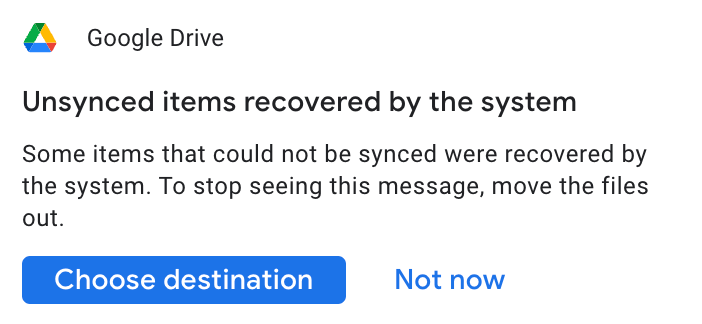 Google Drive
Unsynced items recovered by the system
Some items that could not be synced were recovered by
the system. To stop seeing this message, move the files
out.
Choose destination
Not now